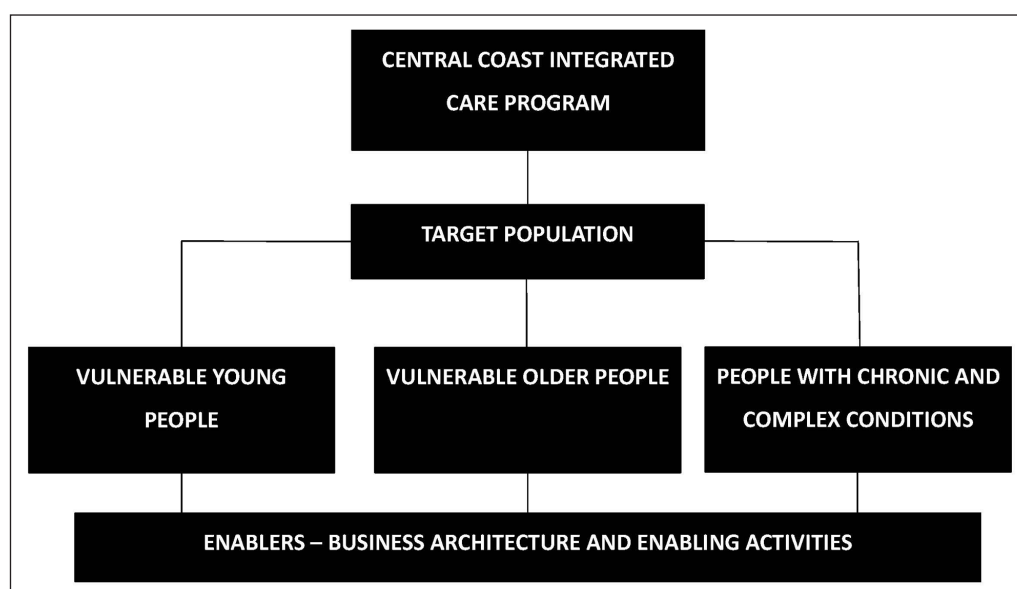 CENTRAL COAST INTEGRATED
CARE PROGRAM
TARGET POPULATION
VULNERABLE YOUNG
PEOPLE
VULNERABLE OLDER PEOPLE
PEOPLE WITH CHRONIC AND
COMPLEX CONDITIONS
ENABLERS – BUSINESS ARCHITECTURE AND ENABLING ACTIVITIES